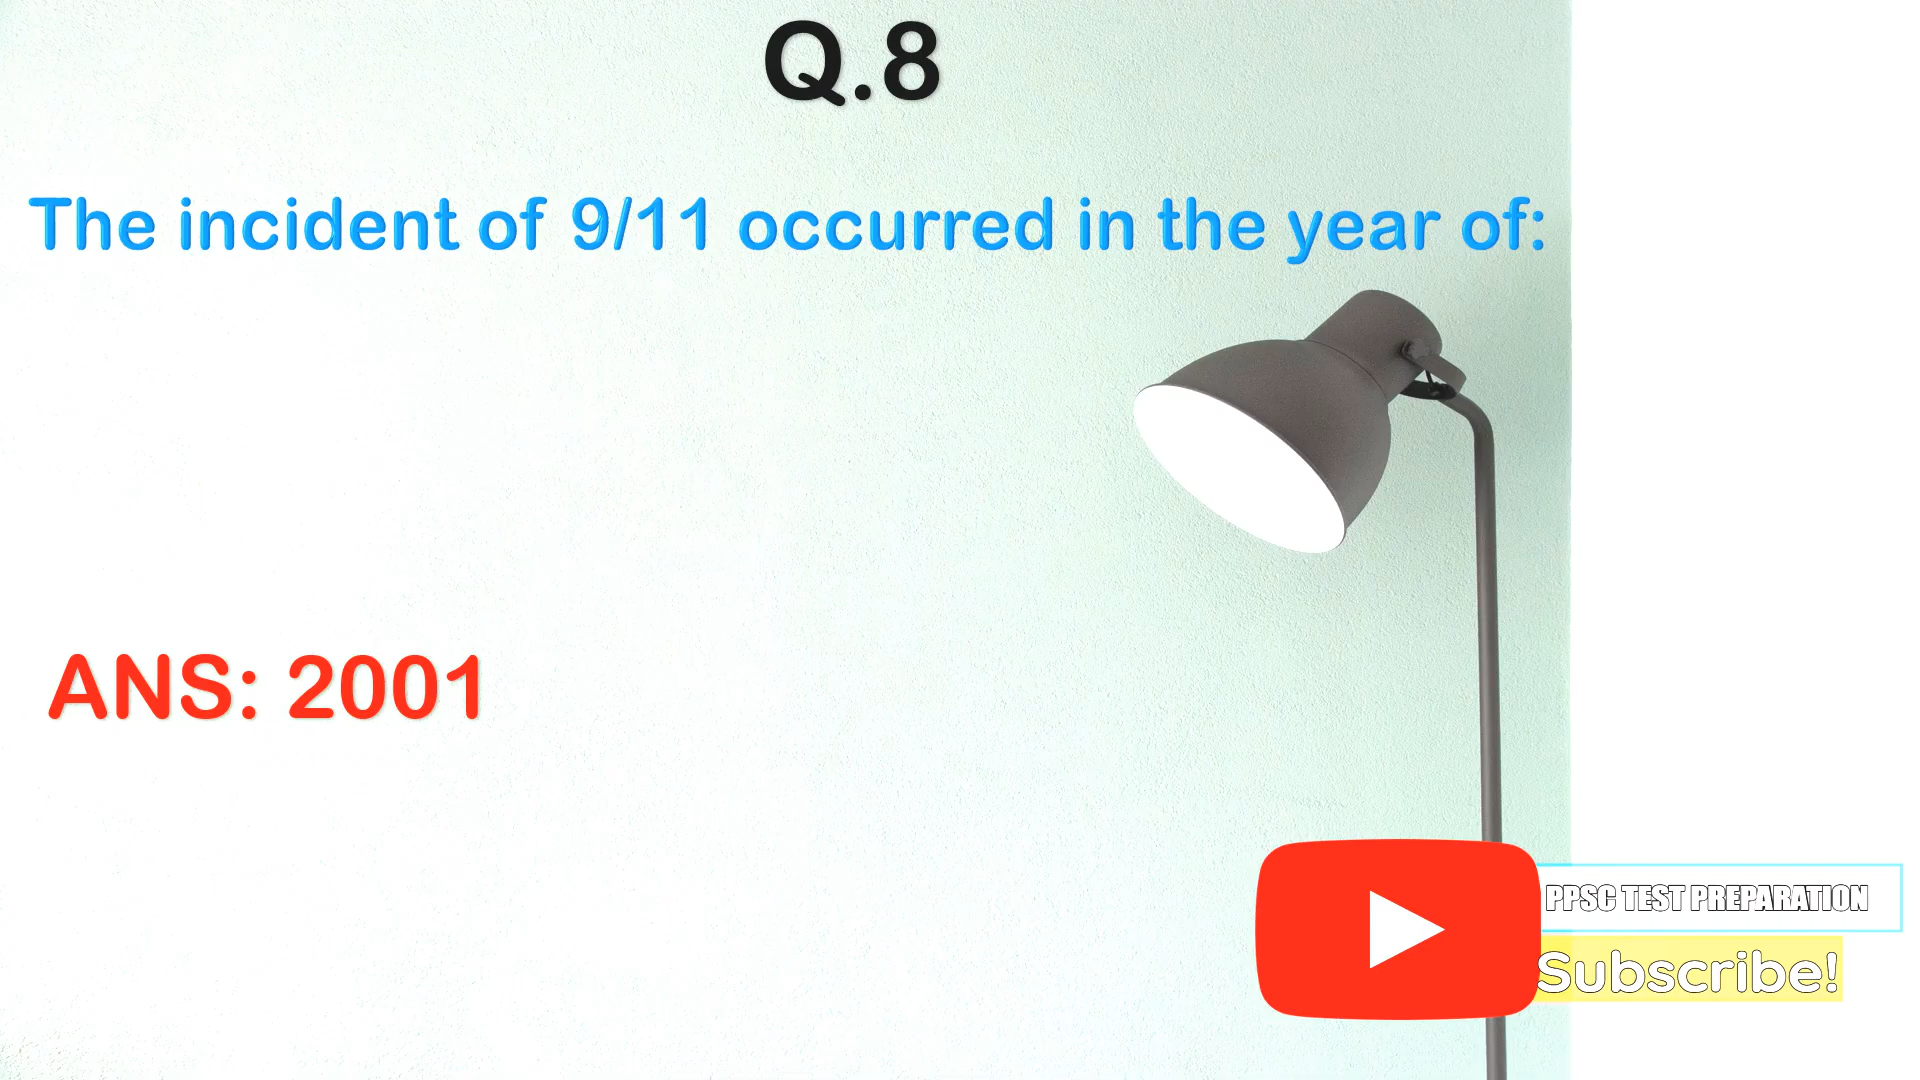 Q.8
The incident of 9/11 occurred in the year of:
ANS: 2001
PPSC TEST PREPARATION
Subscribe!